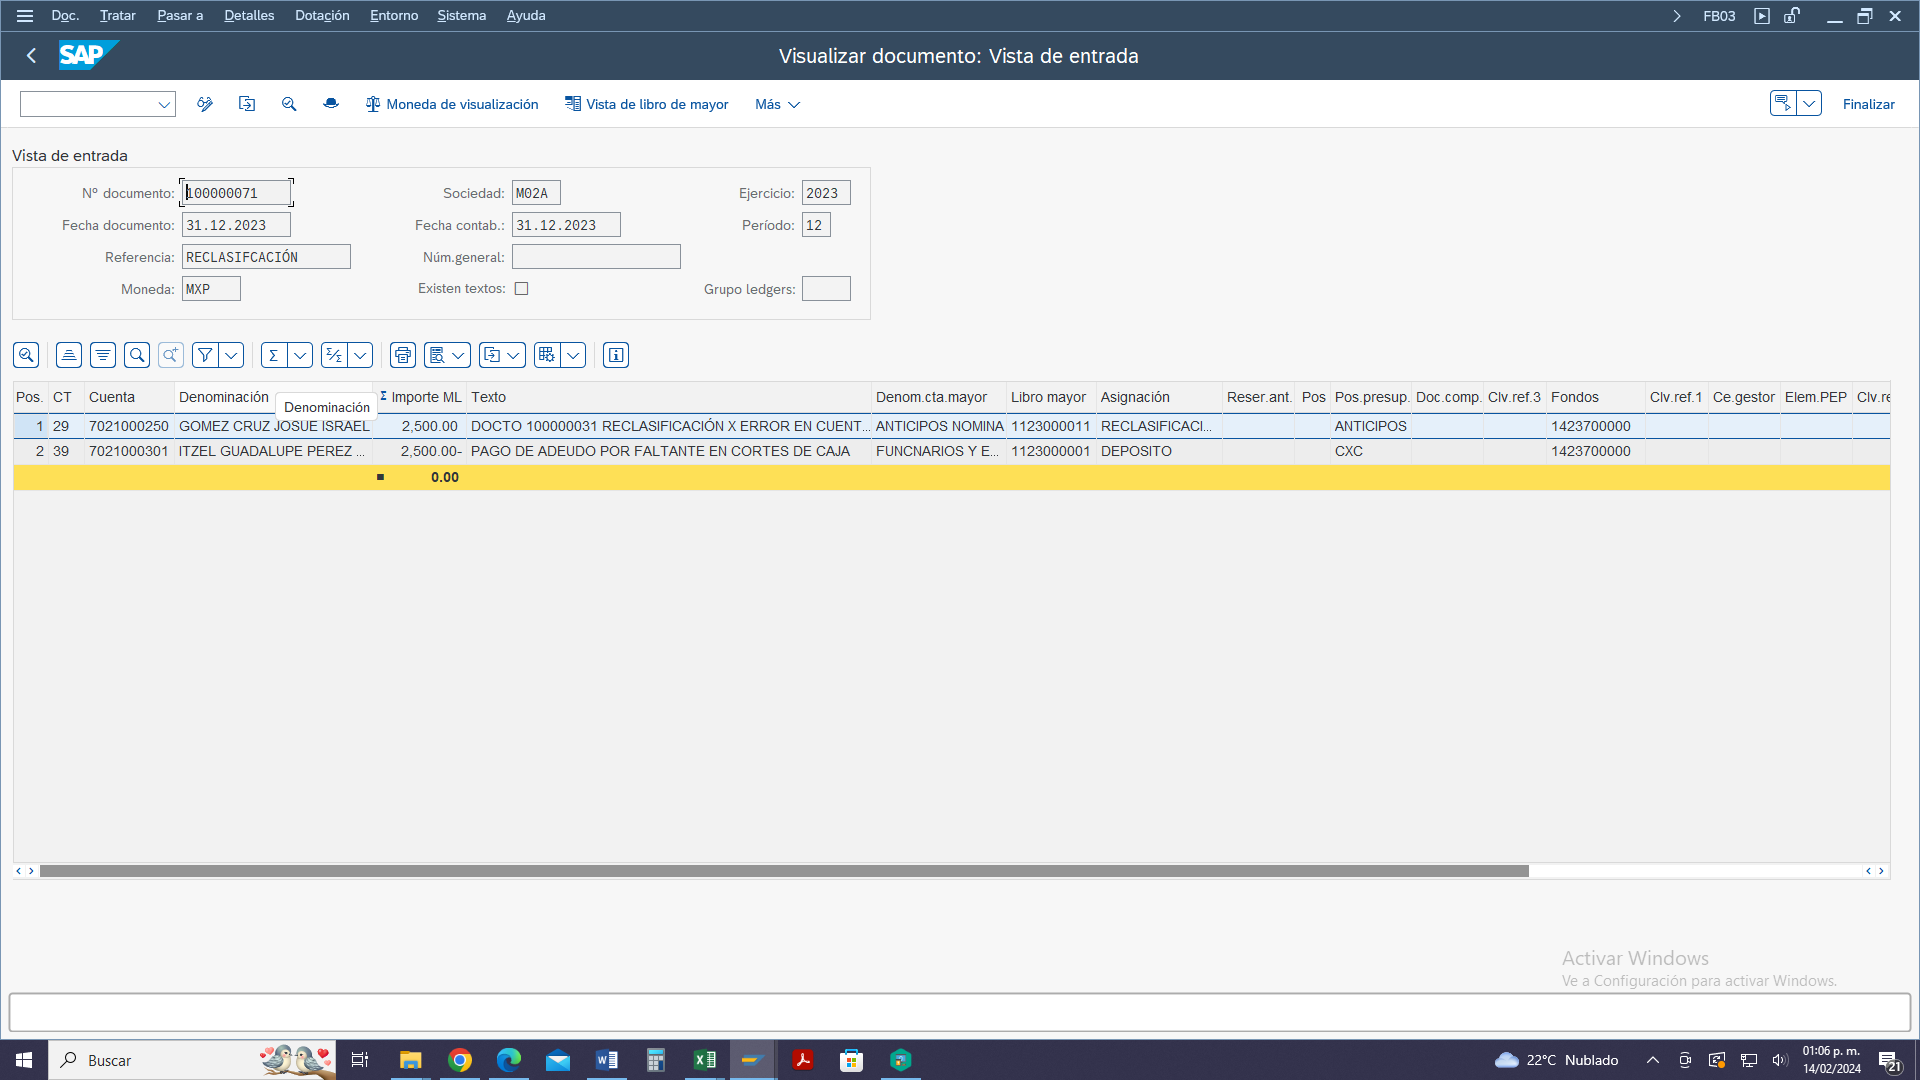 Doc. Tratar Pasar a Detalles Dotación Entorno Sistema Ayuda FB03
SAP Visualizar documento: Vista de entrada
Moneda de visualización Vista de libro de mayor Más Finalizar
Vista de entrada
Nº documento: 100000071 Sociedad: M02A Ejercicio: 2023
Fecha documento: 31.12.2023 Fecha contab.: 31.12.2023 Período: 12
Referencia: RECLASIFCACIÓN Núm.general:
Moneda: MXP Existen textos: Grupo ledgers:
Pos. CT Cuenta Denominación Σ Importe ML Texto Denom.cta.mayor Libro mayor Asignación Reser.ant. Pos Pos.presup. Doc.comp. Clv.ref.3 Fondos Clv.ref.1 Ce.gestor Elem.PEP Clv.re
Denominación
1 29 7021000250 GOMEZ CRUZ JOSUE ISRAEL 2,500.00 DOCTO 100000031 RECLASIFICACIÓN X ERROR EN CUENT... ANTICIPOS NOMINA 1123000011 RECLASIFICACI... ANTICIPOS 1423700000
2 39 7021000301 ITZEL GUADALUPE PEREZ ... 2,500.00- PAGO DE ADEUDO POR FALTANTE EN CORTES DE CAJA FUNCNARIOS Y E... 1123000001 DEPOSITO CXC 1423700000
0.00
Activar Windows
Ve a Configuración para activar Windows.
Buscar 22°C Nublado 01:06 p. m.
14/02/2024 21